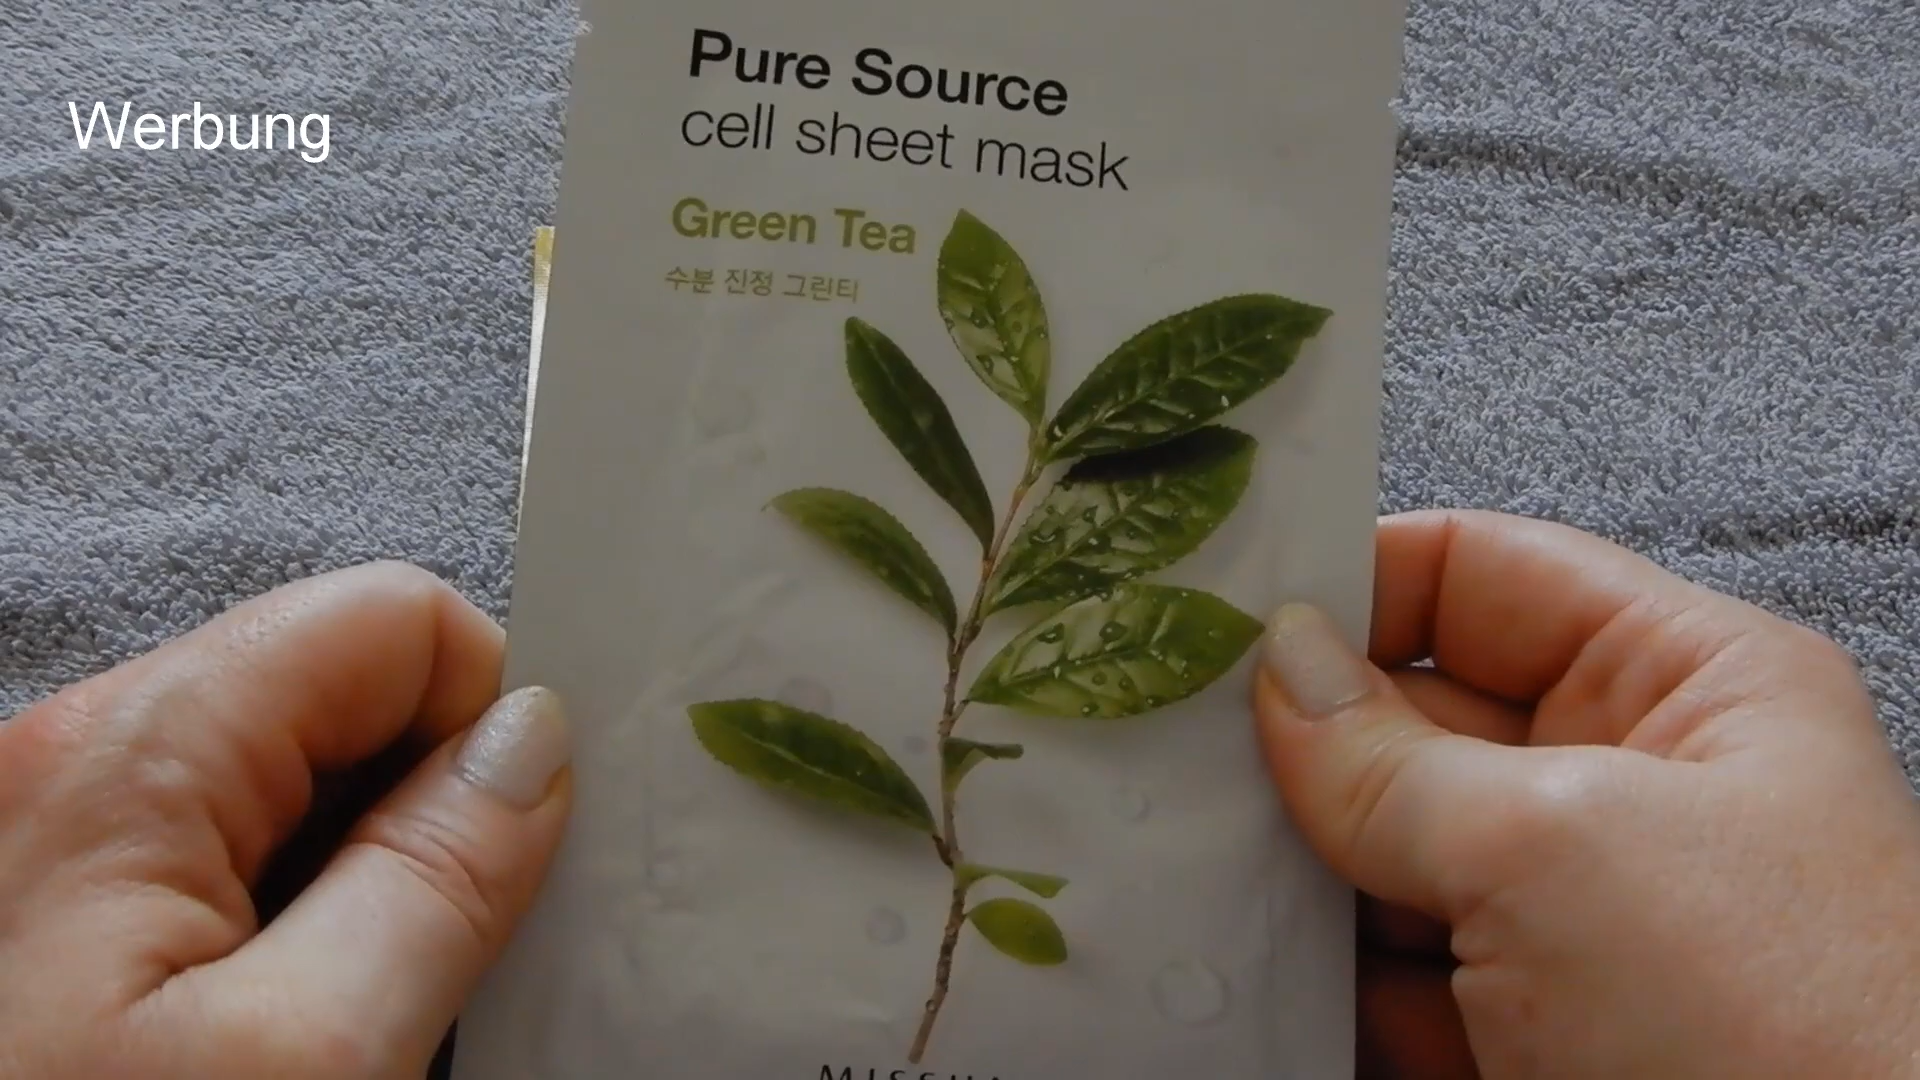 Werbung
Pure Source
cell sheet mask
Green Tea
수분 진정 그린티